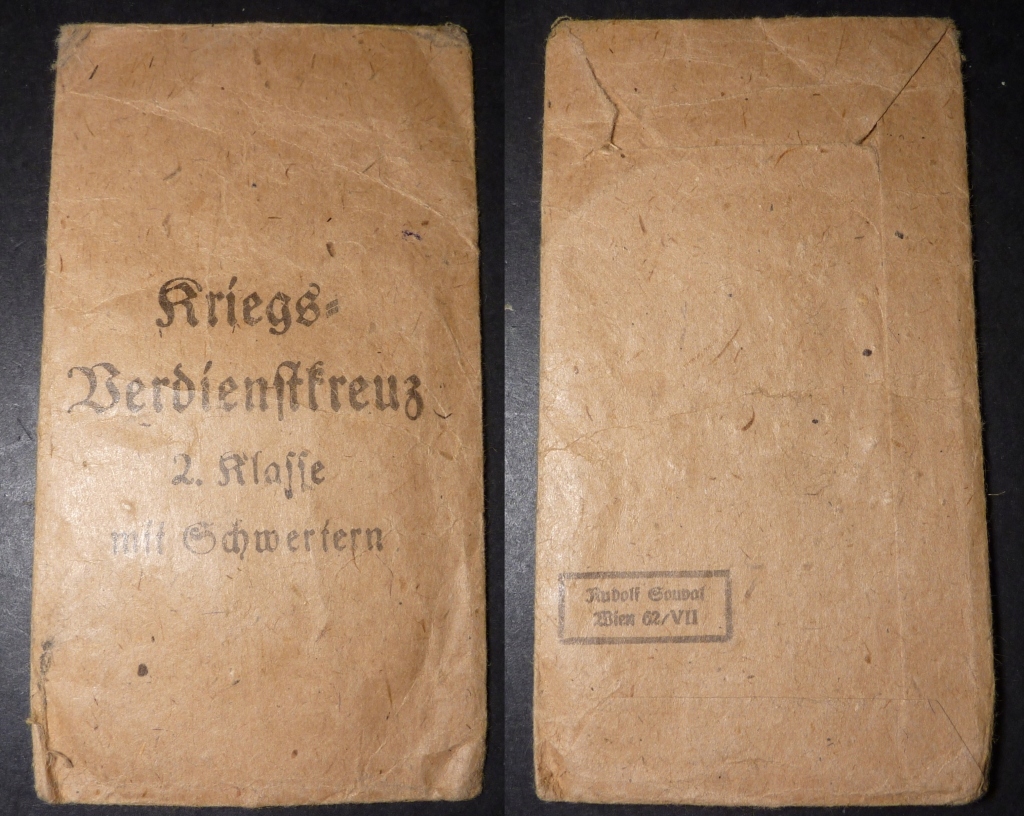 Kriegs=
Verdienstkreuz
2. Klasse
mit Schwertern
Rudolf Souval
Wien 62/VII